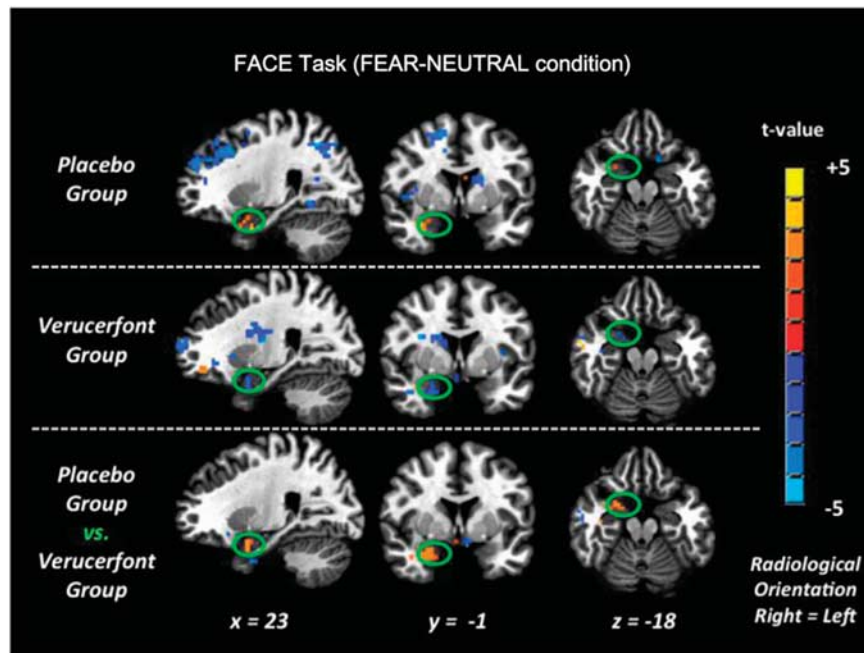 FACE Task (FEAR-NEUTRAL condition)
Placebo
Group
t-value
+5
Verucerfont
Group
Placebo
Group
vs.
Verucerfont
Group
-5
Radiological
Orientation
Right = Left
x = 23
y = -1
z = -18